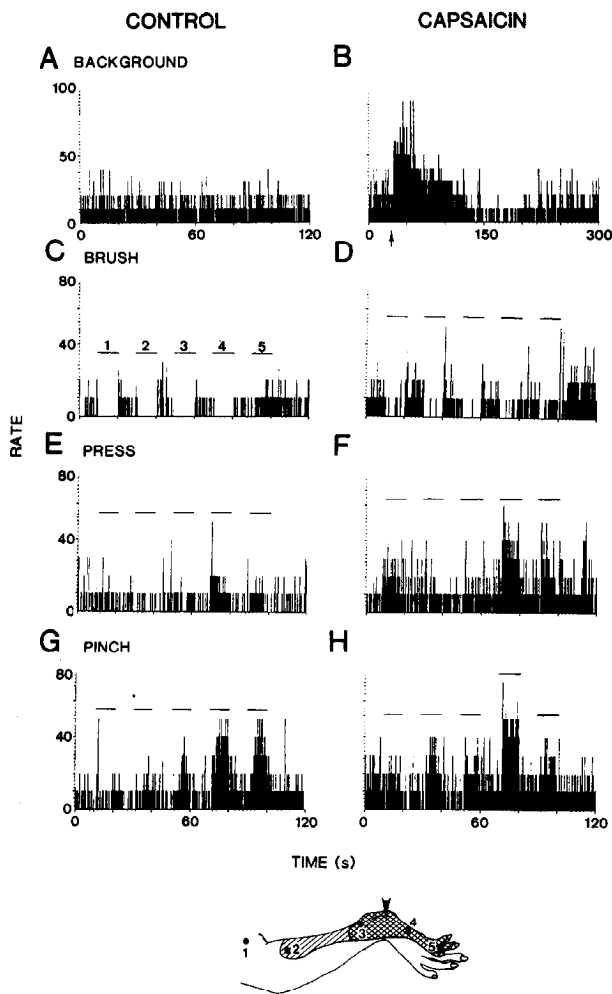 CONTROL
CAPSAICIN
A BACKGROUND
B
100
50
0
0 60 120
0 150 300
C BRUSH
D
80
40
0
1 2 3 4 5
RATE
E PRESS
F
80
40
0
G PINCH
H
80
40
0
0 60 120
0 60 120
TIME (s)
1
2
3
4
5